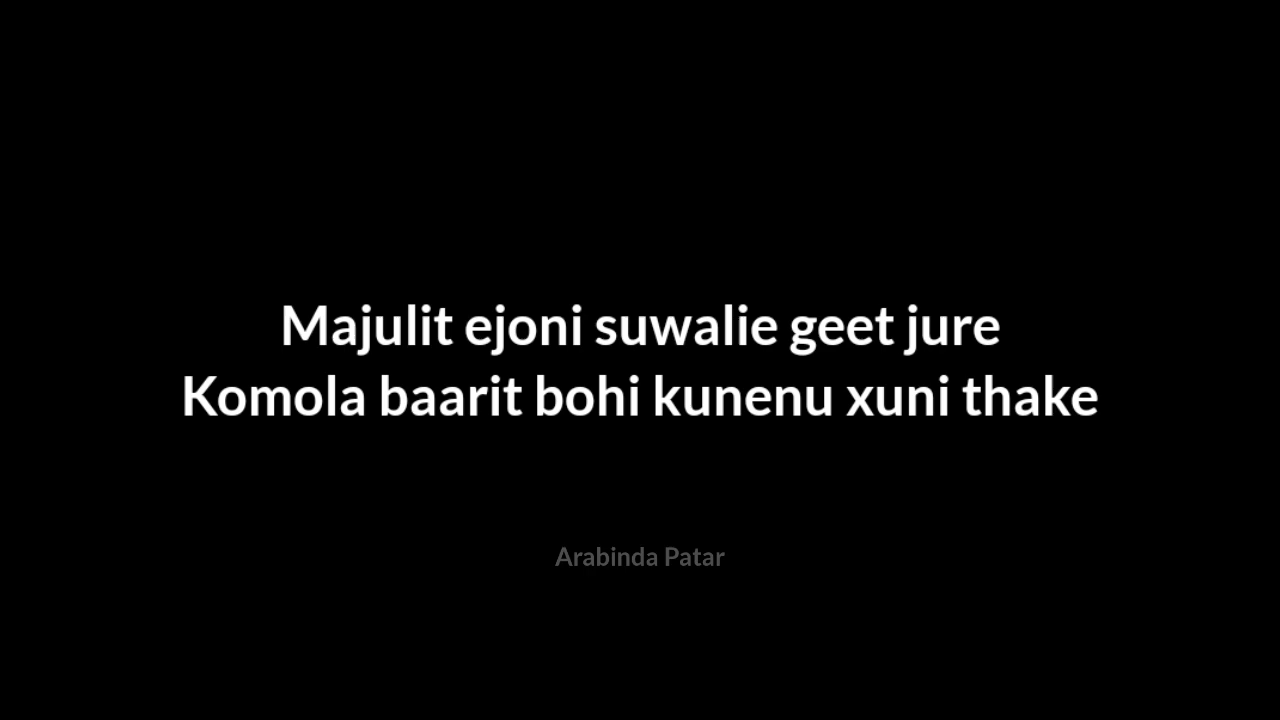 Majulit ejoni suwalie geet jure
Komola baarit bohi kunenu xuni thake
Arabinda Patar